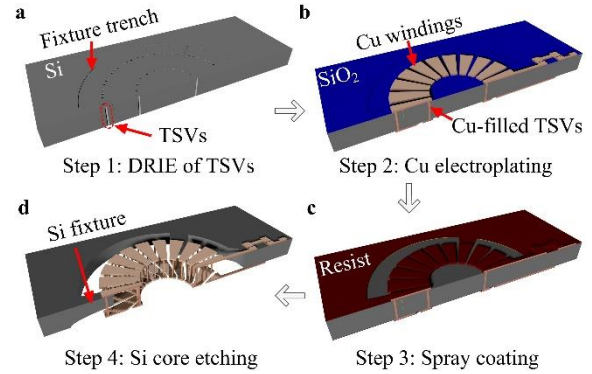 a
Fixture trench
Si
TSVs
Step 1: DRIE of TSVs
b
Cu windings
SiO₂
Cu-filled TSVs
Step 2: Cu electroplating
d
Si fixture
Step 4: Si core etching
c
Resist
Step 3: Spray coating